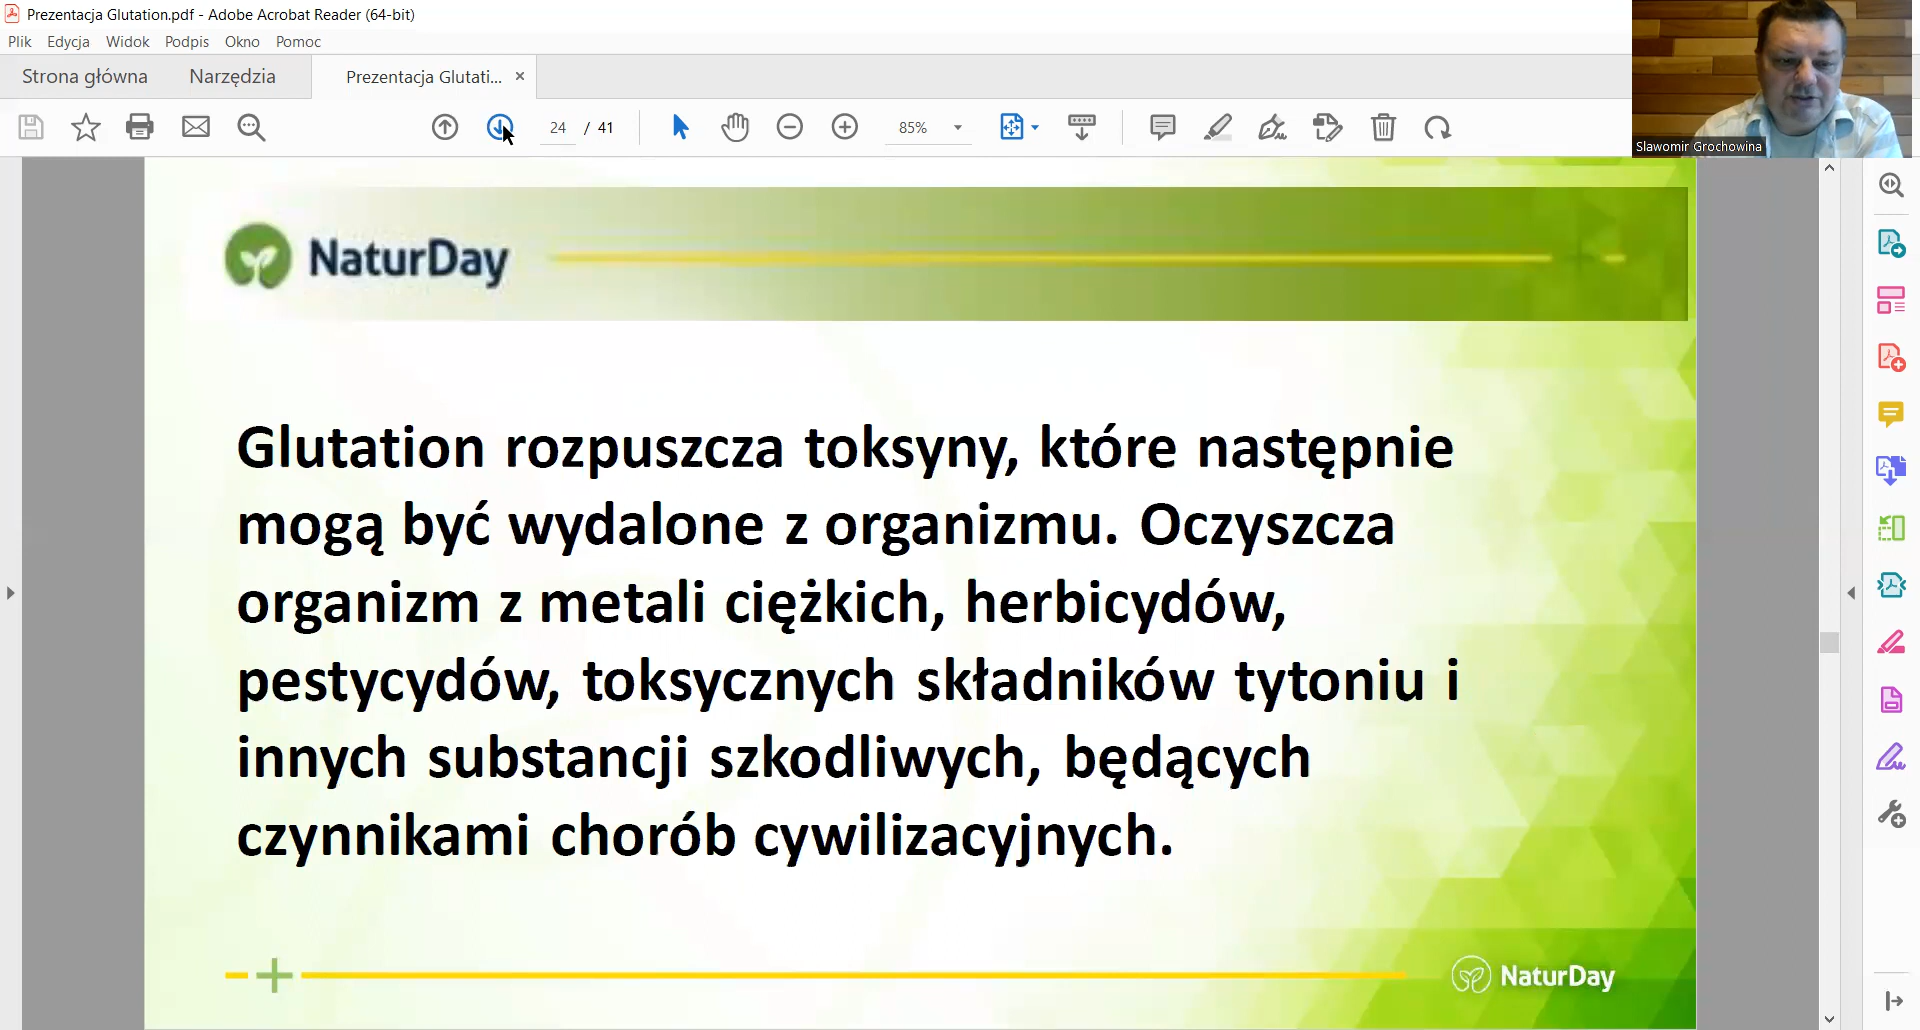 Prezentacja Glutation.pdf - Adobe Acrobat Reader (64-bit)
Plik Edycja Widok Podpis Okno Pomoc
Strona główna Narzędzia Prezentacja Glutati... ×
24 / 41 85%
Slawomir Grochowina
NaturDay
Glutation rozpuszcza toksyny, które następnie
mogą być wydalone z organizmu. Oczyszcza
organizm z metali ciężkich, herbicydów,
pestycydów, toksycznych składników tytoniu i
innych substancji szkodliwych, będących
czynnikami chorób cywilizacyjnych.
NaturDay